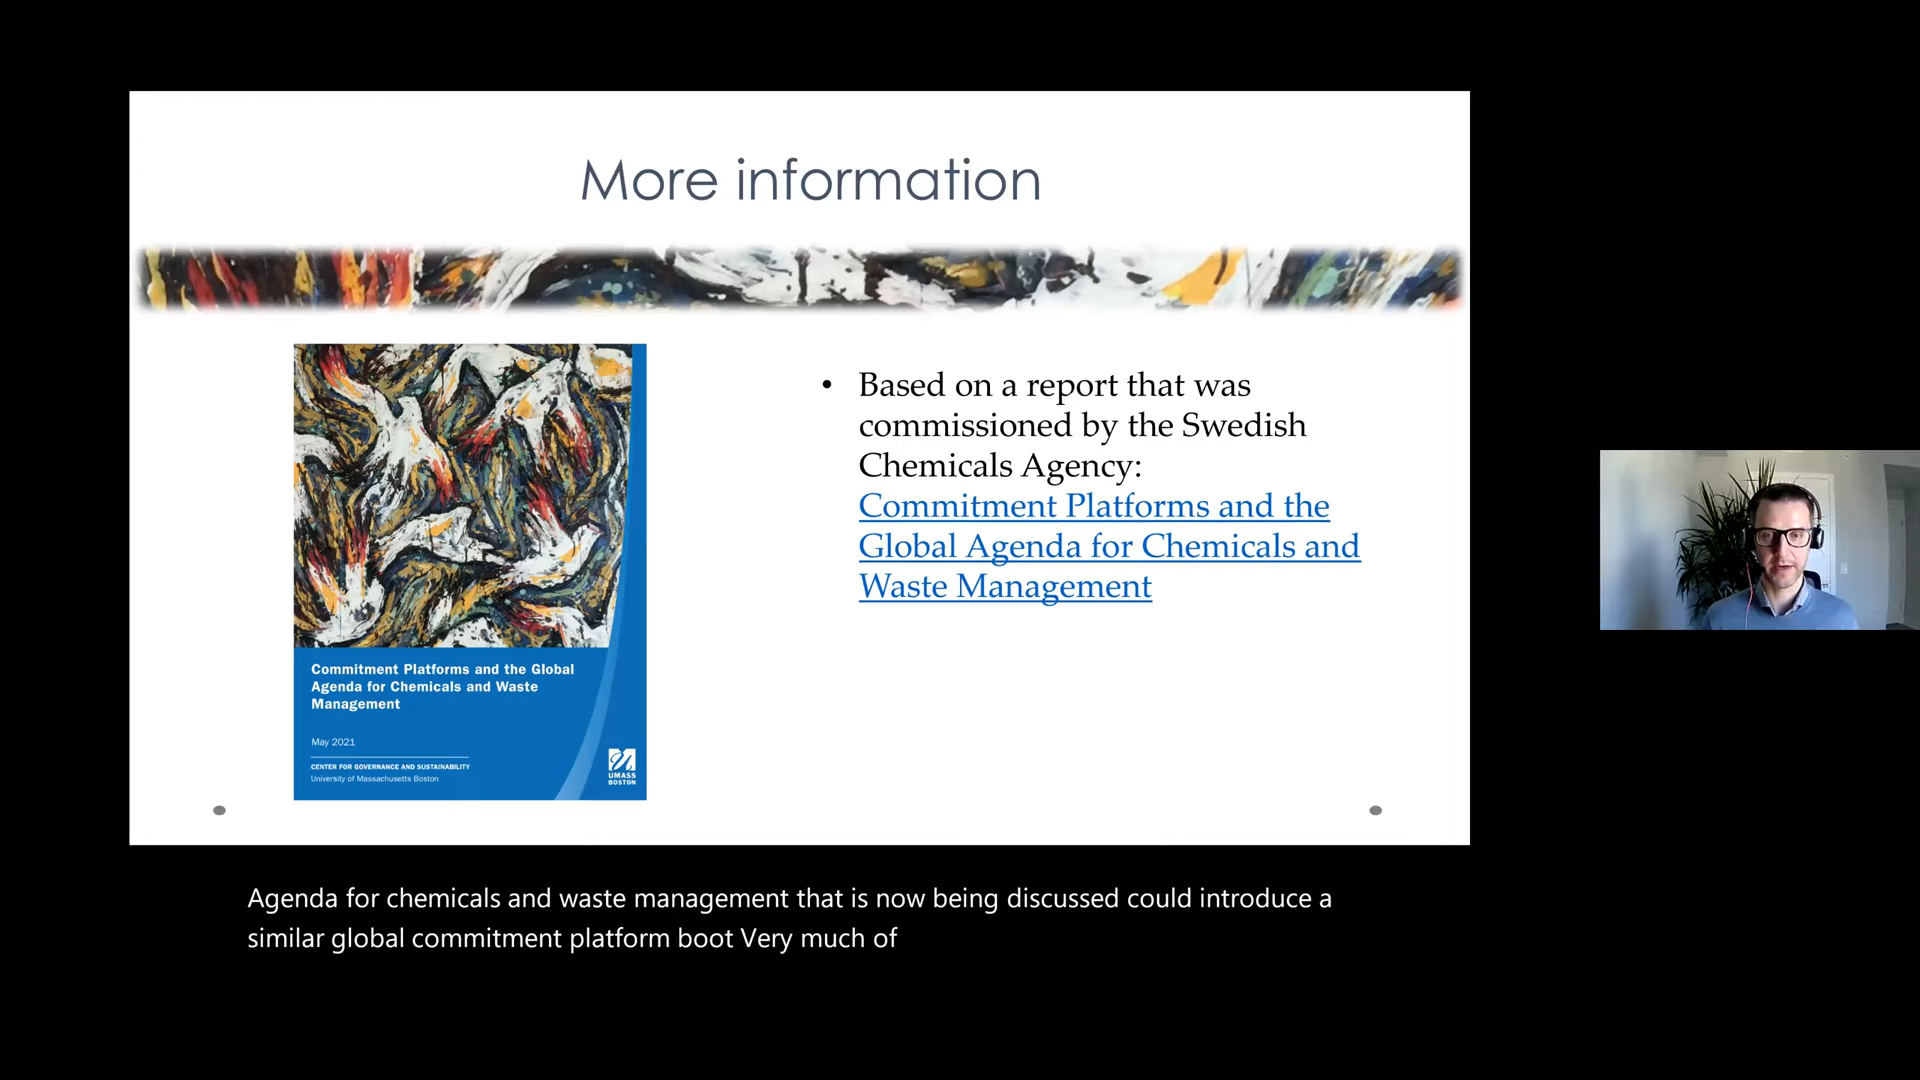 More information
• Based on a report that was
commissioned by the Swedish
Chemicals Agency:
Commitment Platforms and the
Global Agenda for Chemicals and
Waste Management
Commitment Platforms and the Global
Agenda for Chemicals and Waste
Management
May 2021
CENTER FOR GOVERNANCE AND SUSTAINABILITY
University of Massachusetts Boston
UMASS
BOSTON
Agenda for chemicals and waste management that is now being discussed could introduce a
similar global commitment platform boot Very much of